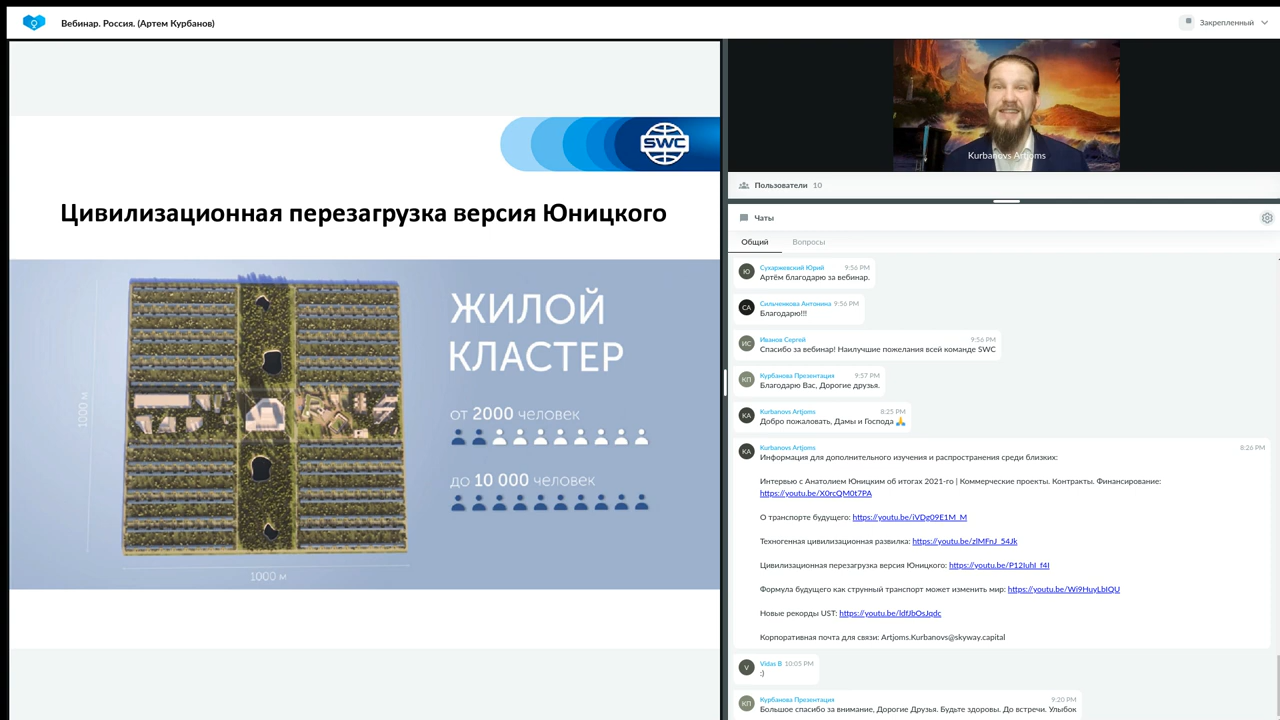 Вебинар. Россия. (Артем Курбанов)
Закрепленный
SWC
Цивилизационная перезагрузка версия Юницкого
ЖИЛОЙ
КЛАСТЕР
от 2000 человек
до 10 000 человек
1000 м
1000 м
Kurbanovs Artjoms
Пользователи 10
Чаты
Общий Вопросы
Ю Сухаржевский Юрий 9:56 PM
Артём благодарю за вебинар.
СА Сильченкова Антонина 9:56 PM
Благодарю!!!
ИС Иванов Сергей 9:56 PM
Спасибо за вебинар! Наилучшие пожелания всей команде SWC
КП Курбанова Презентация 9:57 PM
Благодарю Вас, Дорогие друзья.
KA Kurbanovs Artjoms 8:25 PM
Добро пожаловать, Дамы и Господа 🙏
KA Kurbanovs Artjoms 8:26 PM
Информация для дополнительного изучения и распространения среди близких:
Интервью с Анатолием Юницким об итогах 2021-го | Коммерческие проекты. Контракты. Финансирование:
https://youtu.be/X0rcQM0t7PA
О транспорте будущего: https://youtu.be/iVDg09E1M_M
Техногенная цивилизационная развилка: https://youtu.be/zlMFnJ_54Jk
Цивилизационная перезагрузка версия Юницкого: https://youtu.be/P12IuhI_f4I
Формула будущего как струнный транспорт может изменить мир: https://youtu.be/Wi9HuyLbIQU
Новые рекорды UST: https://youtu.be/ldfJbOsJqdc
Корпоративная почта для связи: Artjoms.Kurbanovs@skyway.capital
V Vidas B 10:05 PM
:)
КП Курбанова Презентация 9:20 PM
Большое спасибо за внимание, Дорогие Друзья. Будьте здоровы. До встречи. Улыбок